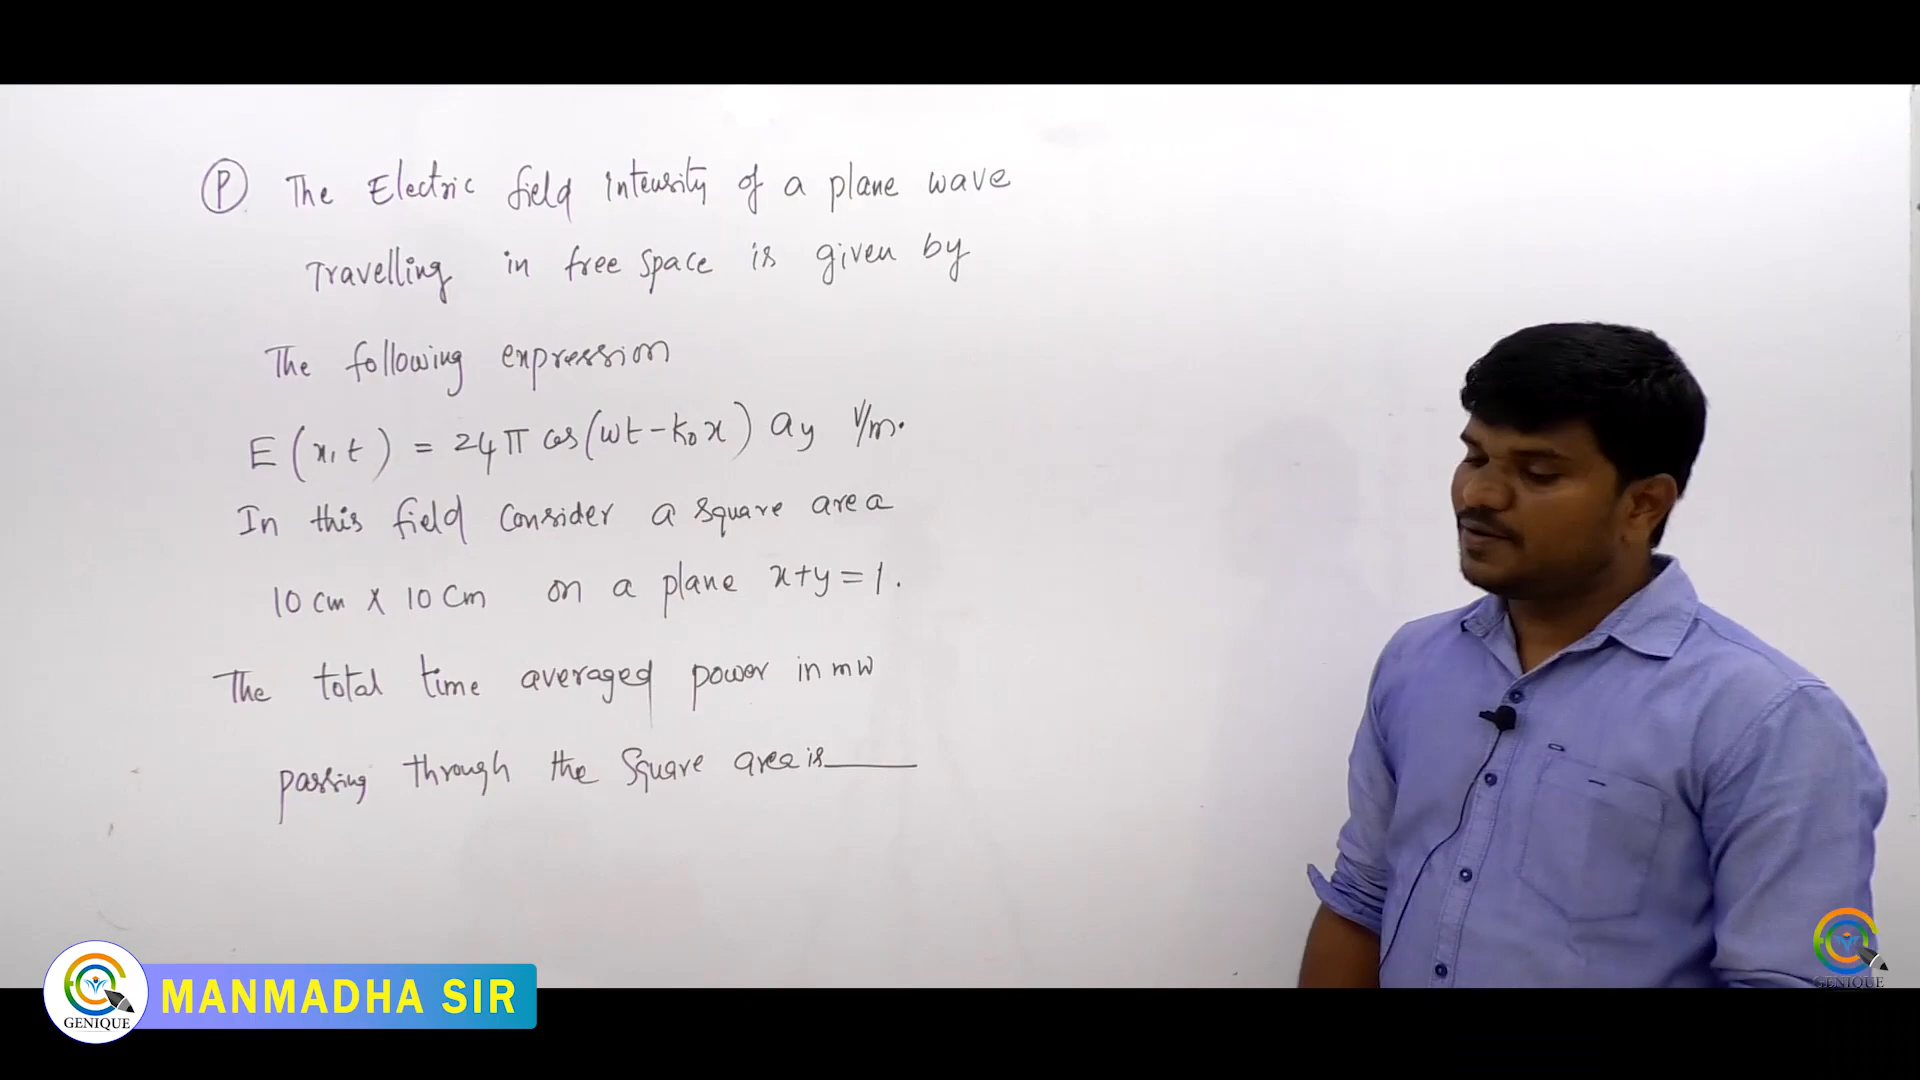 P The Electric field intensity of a plane wave
Travelling in free space is given by
The following expression
E(x,t) = 24π cos(ωt-k₀x) ay V/m.
In this field Consider a square area
10 cm x 10 Cm on a plane x+y=1.
The total time averaged power in mw
passing through the Square area is____
MANMADHA SIR
GENIQUE
GENIQUE